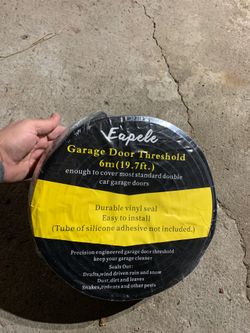 Eapele
Garage Door Threshold
6m(19.7ft.)
enough to cover most standard double
car garage doors
Durable vinyl seal
Easy to install
(Tube of silicone adhesive not included.)
Precision engineered garage door threshold
keep your garage cleaner
Seals Out:
Drafts,wind driven rain and snow
Dust,dirt and leaves
Snakes,rodents and other pests